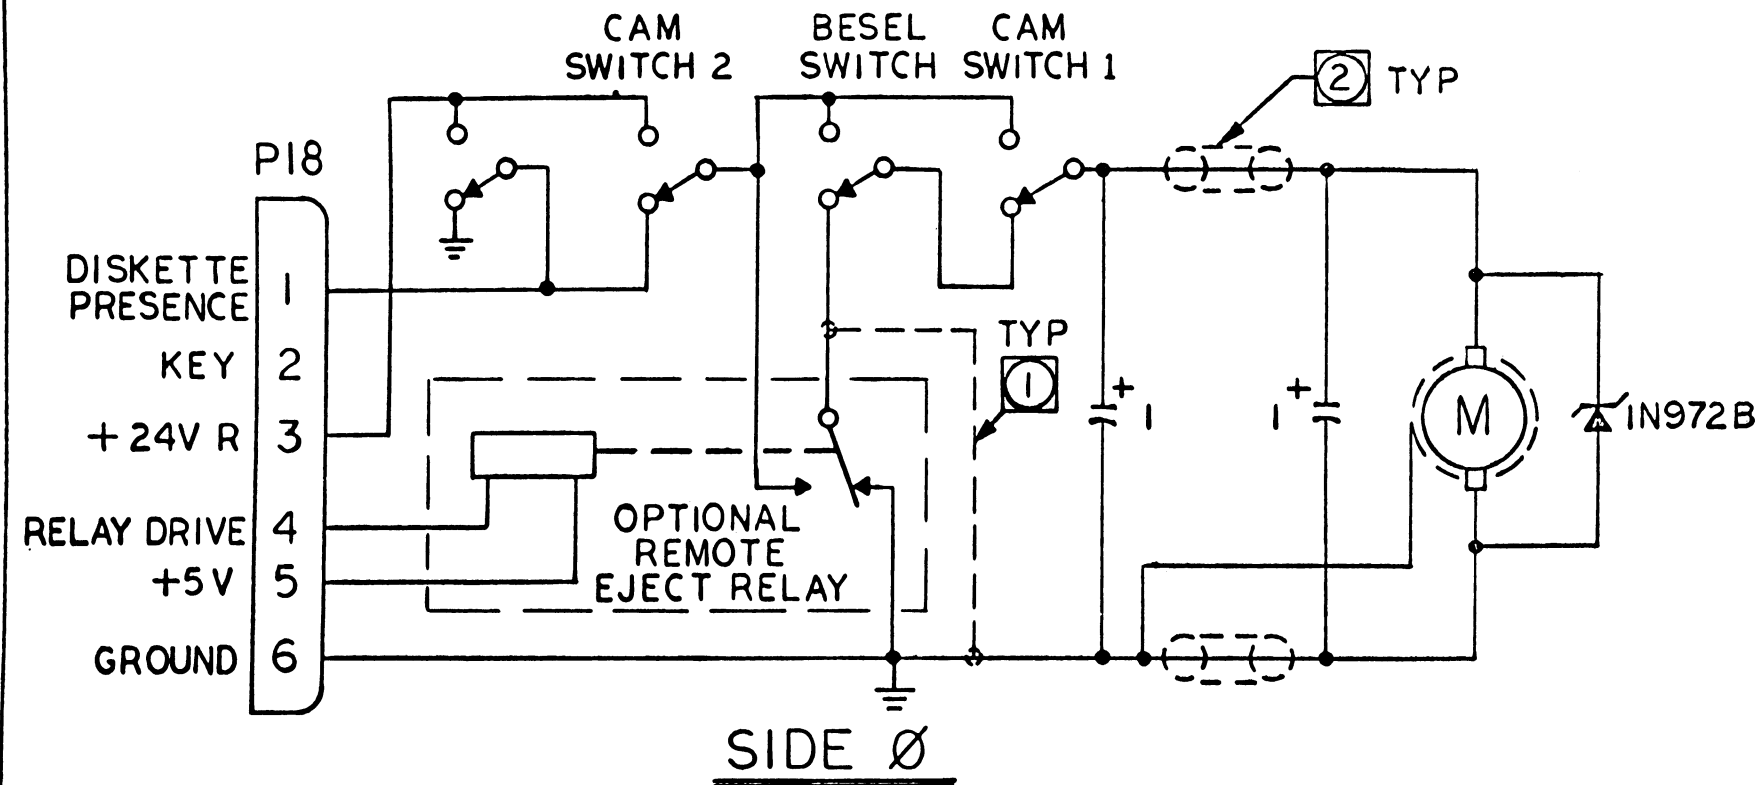 CAM
SWITCH 2
BESEL
SWITCH
CAM
SWITCH 1
2 TYP
P18
DISKETTE
PRESENCE 1
KEY 2
+24V R 3
RELAY DRIVE 4
+5V 5
GROUND 6
OPTIONAL
REMOTE
EJECT RELAY
TYP
1
+
1
+
1
M
1N972B
SIDE Ø